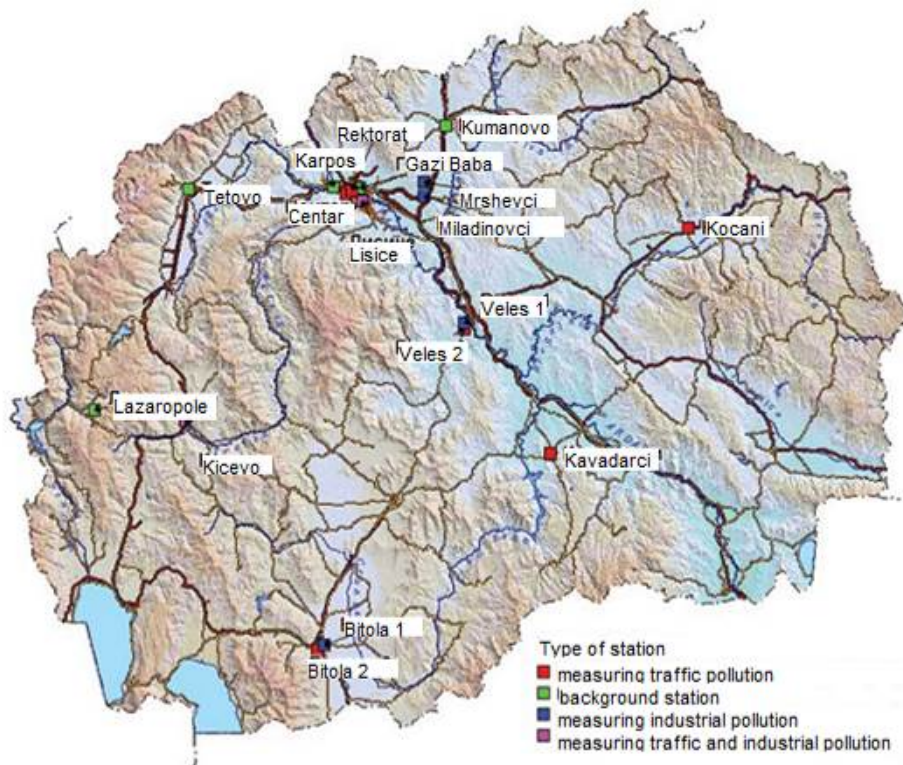 Rektorat
Kumanovo
Karpos
Gazi Baba
Tetovo
Mrshevci
Centar
Miladinovci
Kocani
Lisice
Veles 1
Veles 2
Lazaropole
Kicevo
Kavadarci
Bitola 1
Bitola 2
Type of station
measuring traffic pollution
background station
measuring industrial pollution
measuring traffic and industrial pollution